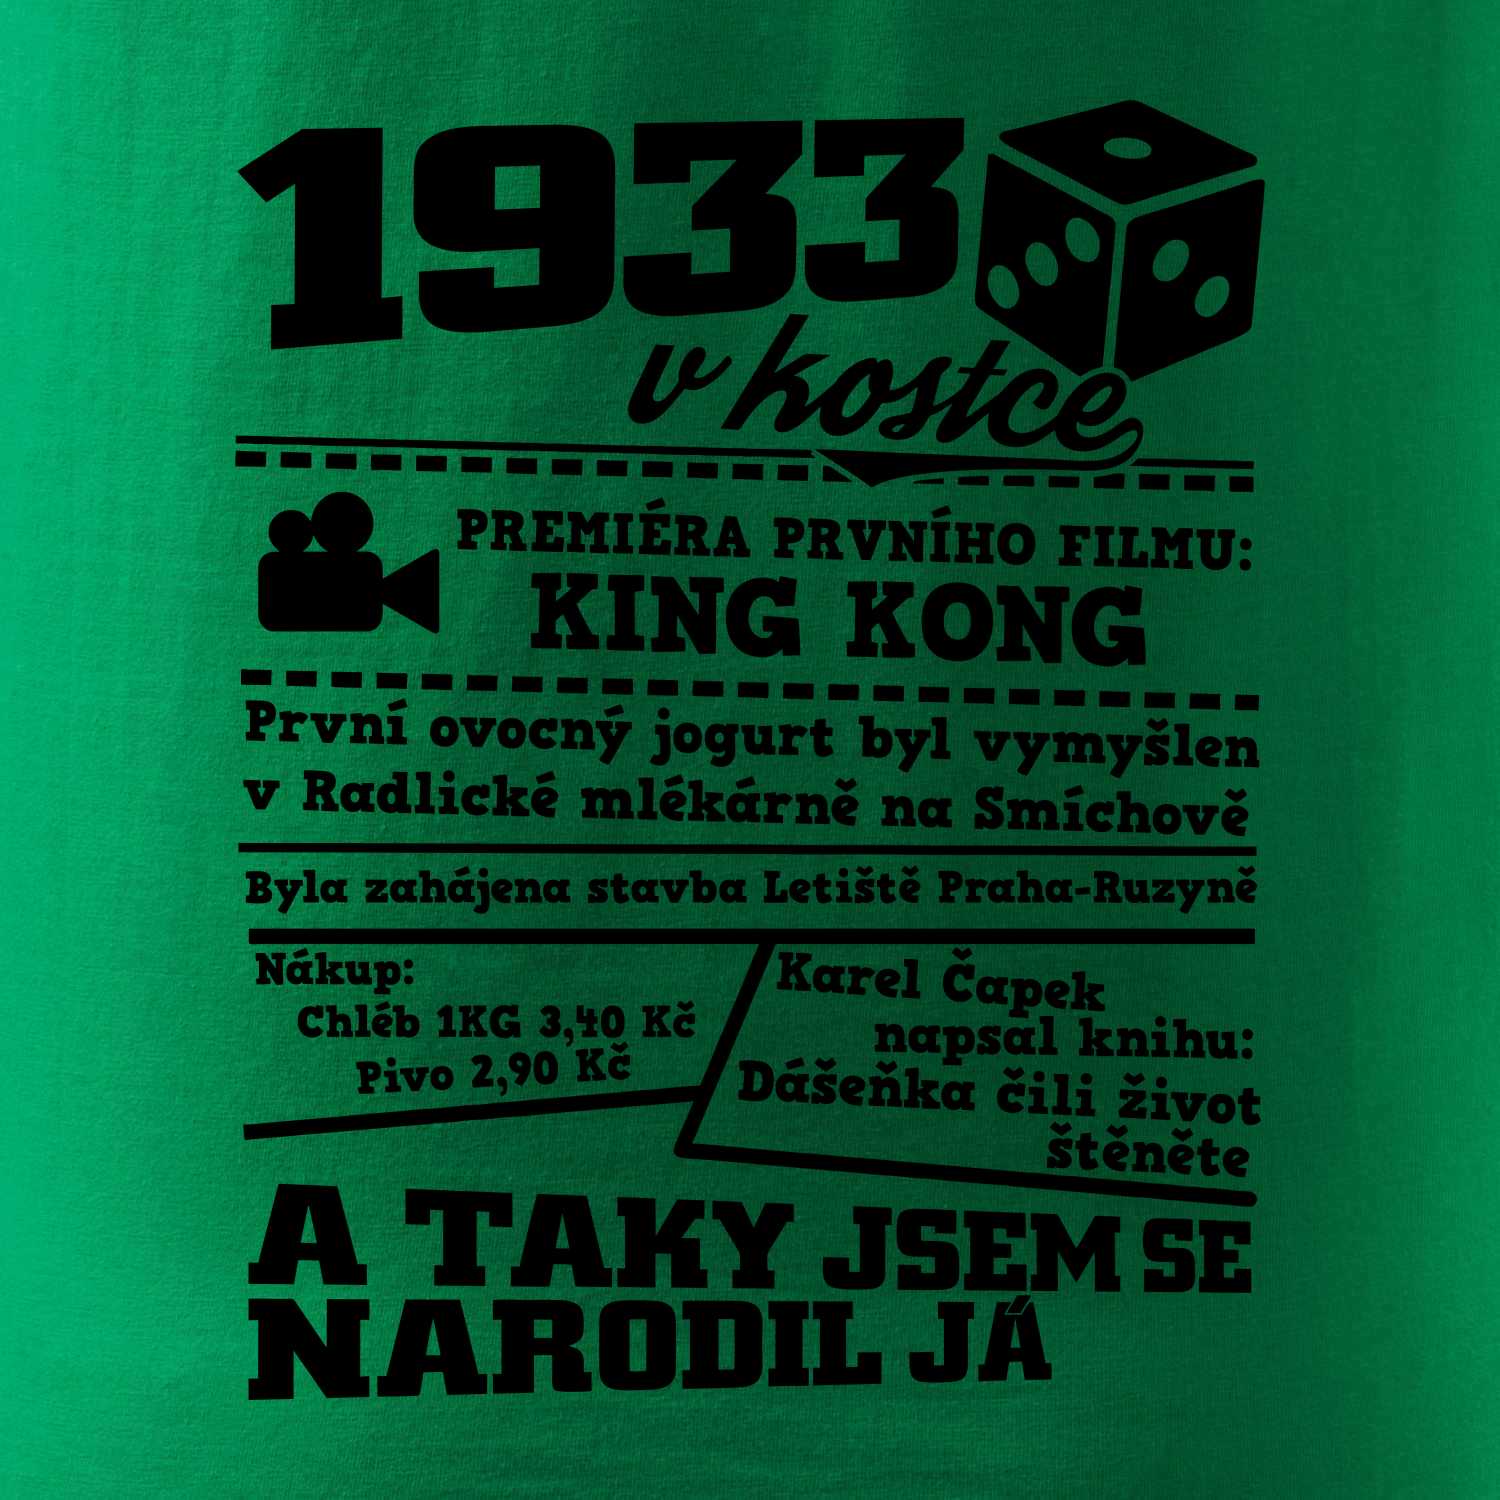 1933
v kostce
PREMIÉRA PRVNÍHO FILMU:
KING KONG
První ovocný jogurt byl vymyšlen
v Radlické mlékárně na Smíchově
Byla zahájena stavba Letiště Praha-Ruzyně
Nákup:
Chléb 1KG 3,40 Kč
Pivo 2,90 Kč
Karel Čapek
napsal knihu:
Dášeňka čili život
štěněte
A TAKY JSEM SE
NARODIL JÁ